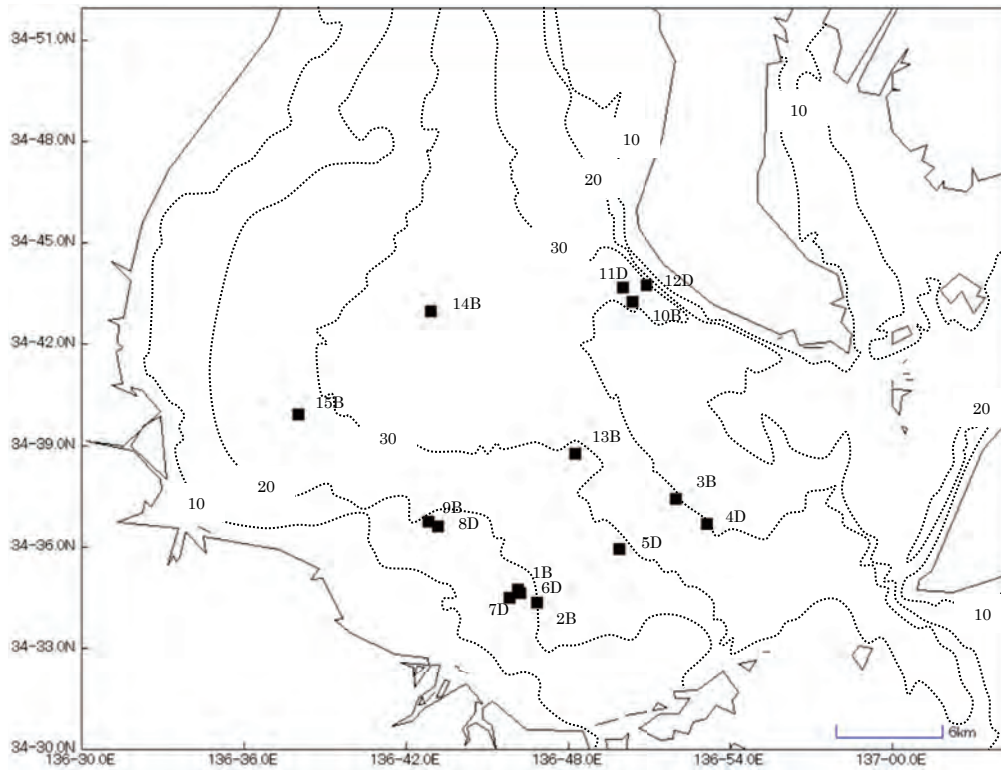 34-51.0N
10
10
34-48.0N
20
34-45.0N
30
11D
12D
14B
10B
34-42.0N
15B
20
13B
30
34-39.0N
3B
20
10
9B
4D
8D
5D
34-36.0N
1B
6D
7D
2B
10
34-33.0N
6km
34-30.0N
136-30.0E
136-36.0E
136-42.0E
136-48.0E
136-54.0E
137-00.0E